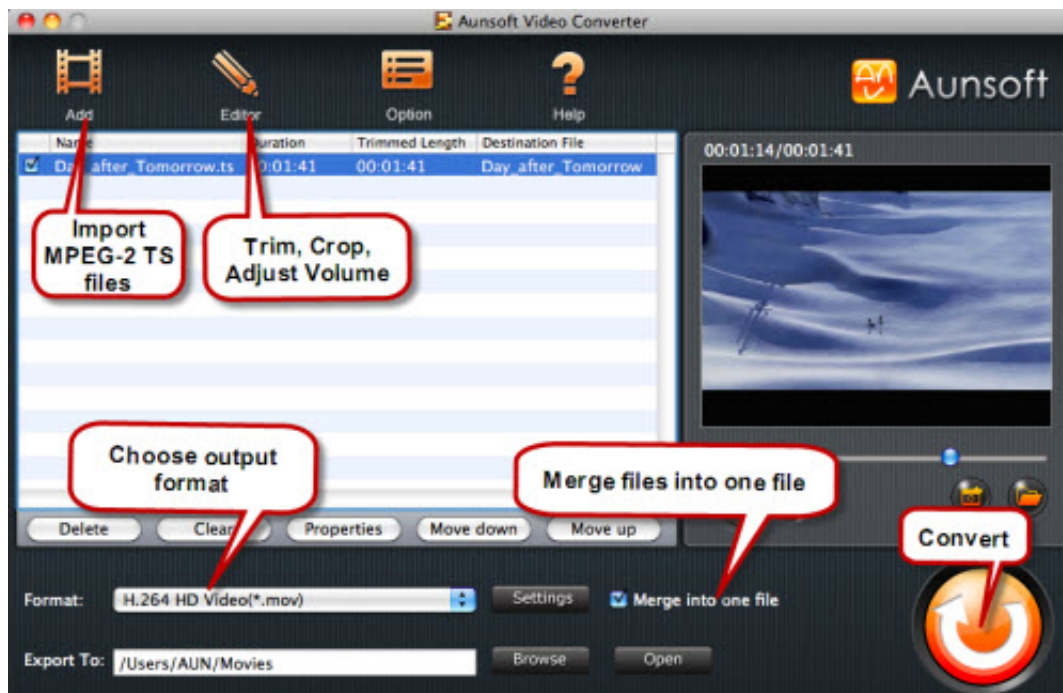 Aunsoft Video Converter
Add
Editor
Option
Help
Aunsoft
Name Duration Trimmed Length Destination File
Day_after_Tomorrow.ts 00:01:41 00:01:41 Day_after_Tomorrow
00:01:14/00:01:41
Import
MPEG-2 TS
files
Trim, Crop,
Adjust Volume
Choose output
format
Merge files into one file
Convert
Delete
Clear
Properties
Move down
Move up
Format:
H.264 HD Video(*.mov)
Settings
Merge into one file
Export To:
/Users/AUN/Movies
Browse
Open